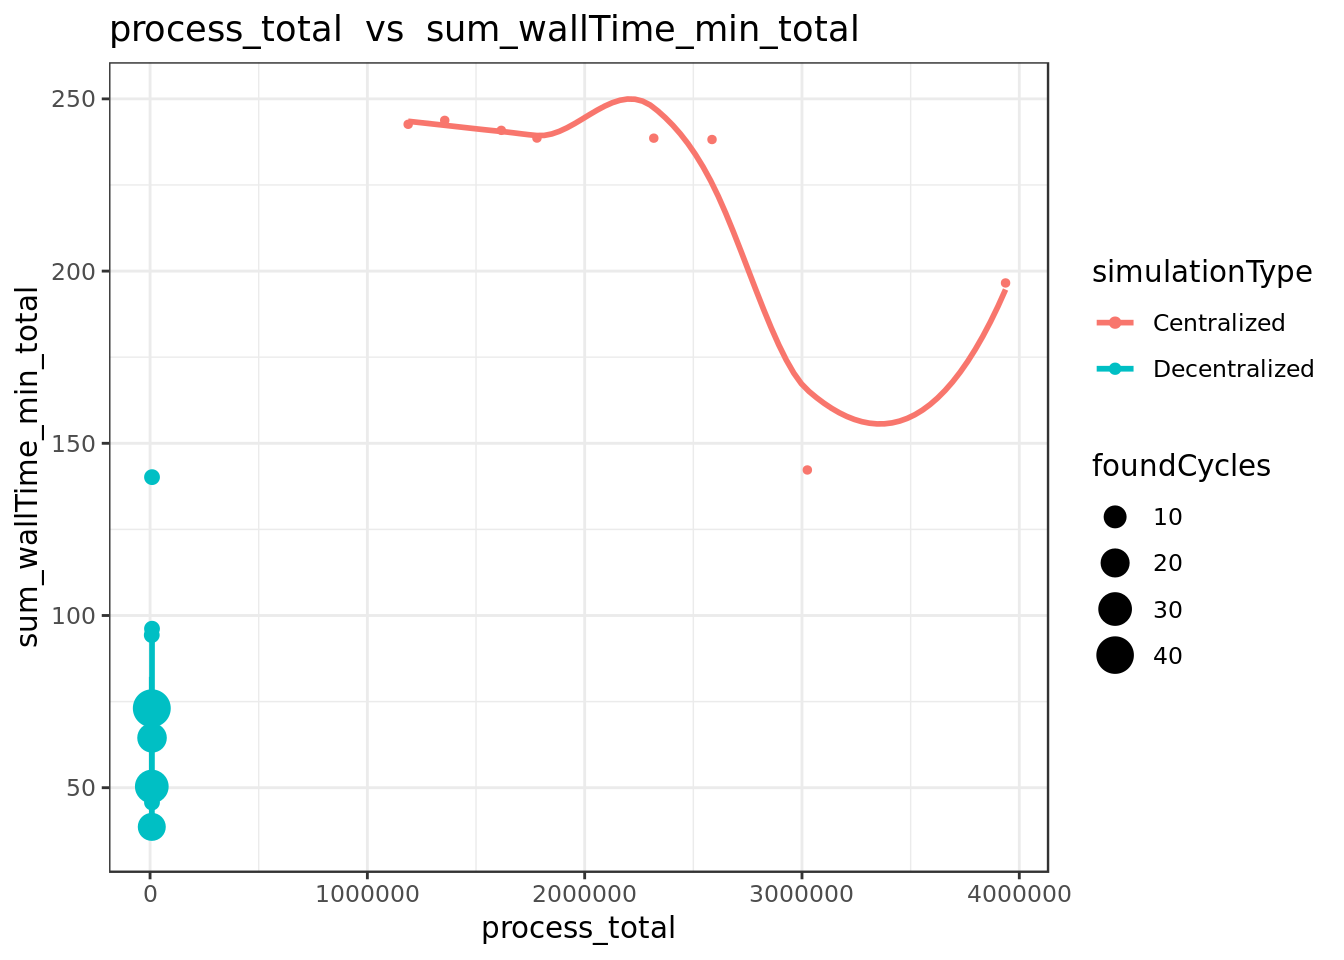 process_total  vs  sum_wallTime_min_total
sum_wallTime_min_total
250
200
150
100
50
0
1000000
2000000
3000000
4000000
process_total
simulationType
Centralized
Decentralized
foundCycles
10
20
30
40